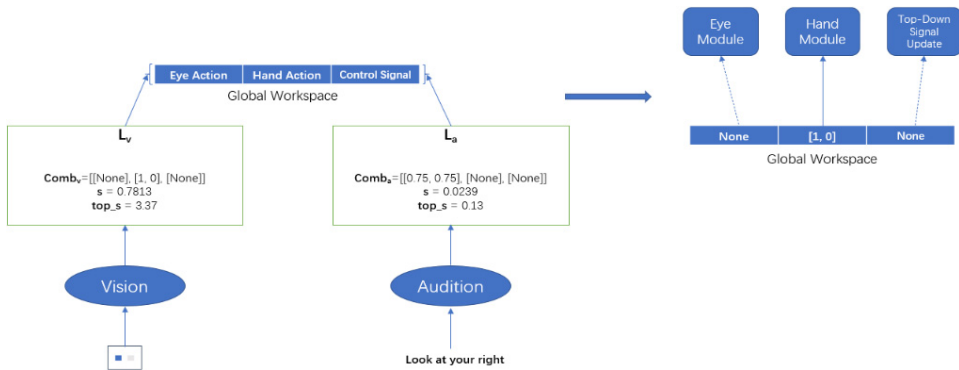 Eye
Module
Hand
Module
Top-Down
Signal
Update
Eye Action
Hand Action
Control Signal
Global Workspace
Lv
Combv=[[None], [1, 0], [None]]
s = 0.7813
top_s = 3.37
La
Comba=[[0.75, 0.75], [None], [None]]
s = 0.0239
top_s = 0.13
None
[1, 0]
None
Global Workspace
Vision
Audition
Look at your right